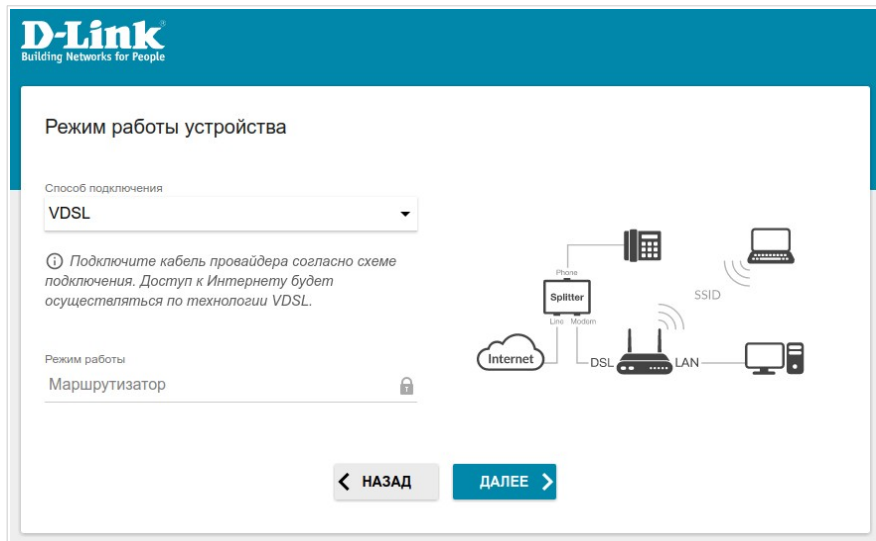 D-Link
Building Networks for People
Режим работы устройства
Способ подключения
VDSL
Подключите кабель провайдера согласно схеме
подключения. Доступ к Интернету будет
осуществляться по технологии VDSL.
Режим работы
Маршрутизатор
Phone
Splitter
Line Modem
SSID
Internet
DSL
LAN
НАЗАД
ДАЛЕЕ